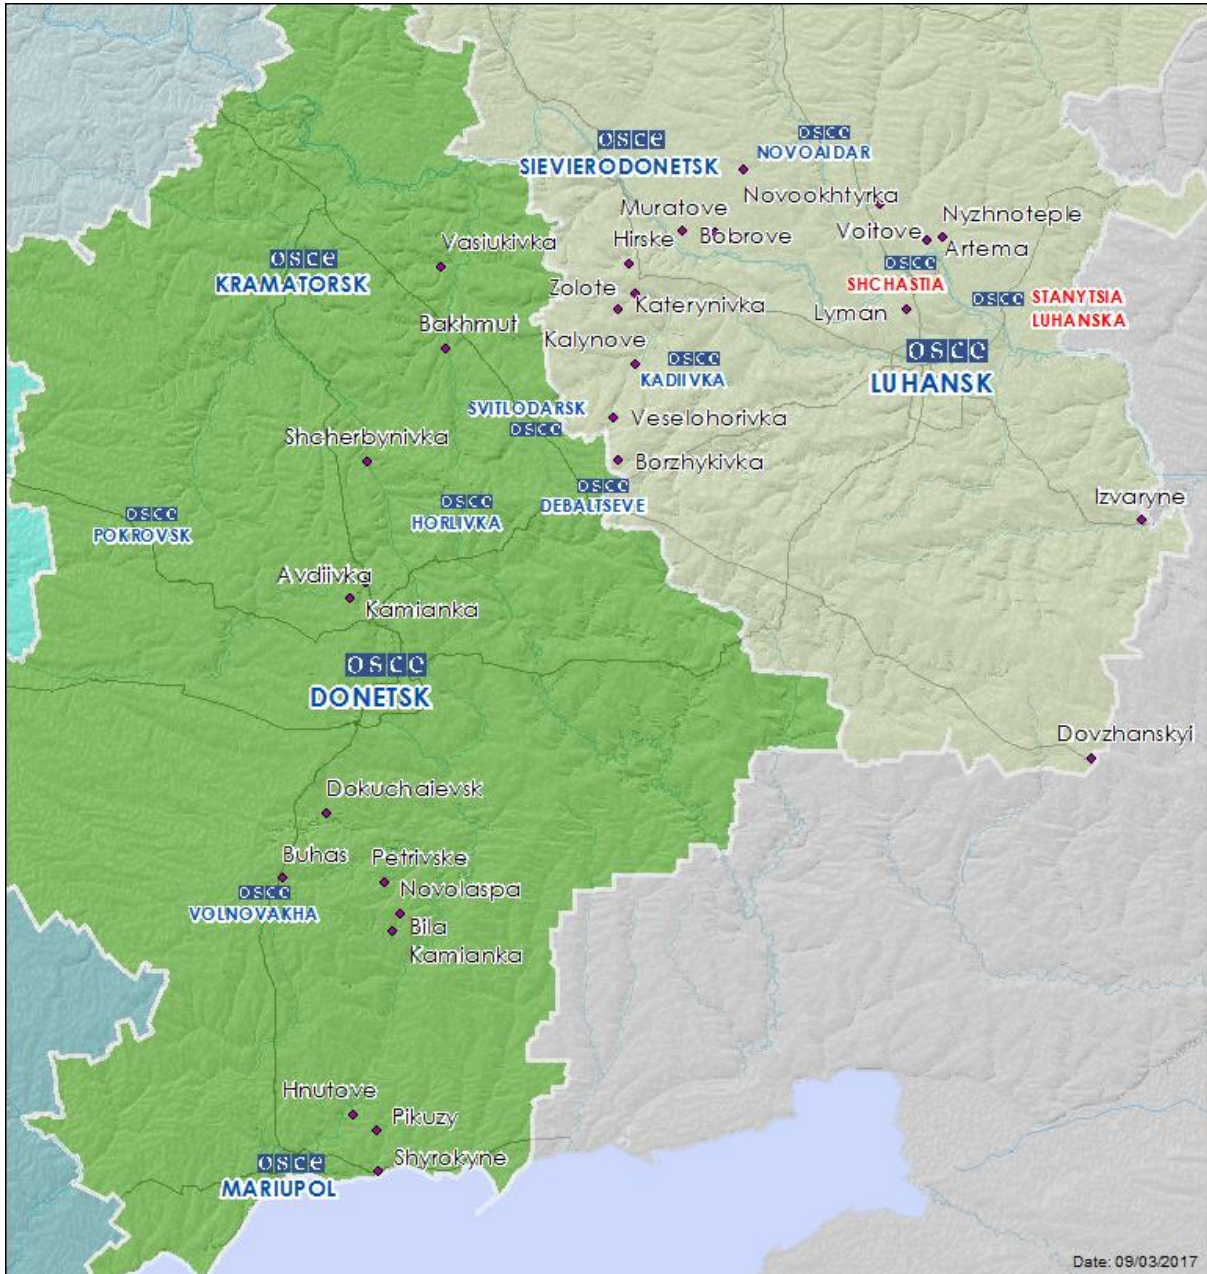 OSCE
SIEVIERODONETSK
OSCE
NOVOAIDAR
Novookhtyrka
Muratove
Bobrove
Hirske
Voitove
Nyzhnoteple
Artema
Vasiukivka
OSCE
KRAMATORSK
OSCE
SHCHASTIA
Zolote
Katerynivka
Lyman
OSCE
STANYTSIA
LUHANSKA
Bakhmut
Kalynove
OSCE
KADIIVKA
OSCE
LUHANSK
SVITLODARSK
OSCE
Veselohorivka
Shcherbynivka
Borzhykivka
OSCE
DEBALTSEVE
OSCE
HORLIVKA
OSCE
POKROVSK
Izvaryne
Avdiivka
Kamianka
OSCE
DONETSK
Dovzhanskyi
Dokuchaievsk
Buhas
Petrivske
OSCE
VOLNOVAKHA
Novolaspa
Bila
Kamianka
Hnutove
Pikuzy
Shyrokyne
OSCE
MARIUPOL
Date: 09/03/2017